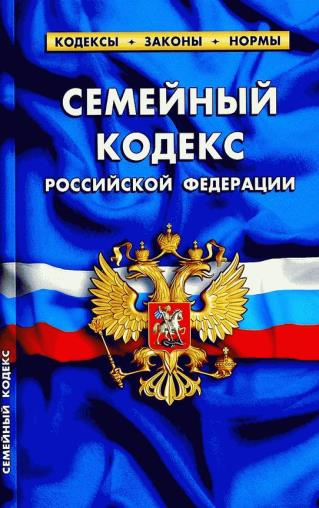 КОДЕКСЫ ✦ ЗАКОНЫ ✦ НОРМЫ
СЕМЕЙНЫЙ
КОДЕКС
РОССИЙСКОЙ ФЕДЕРАЦИИ
СЕМЕЙНЫЙ КОДЕКС